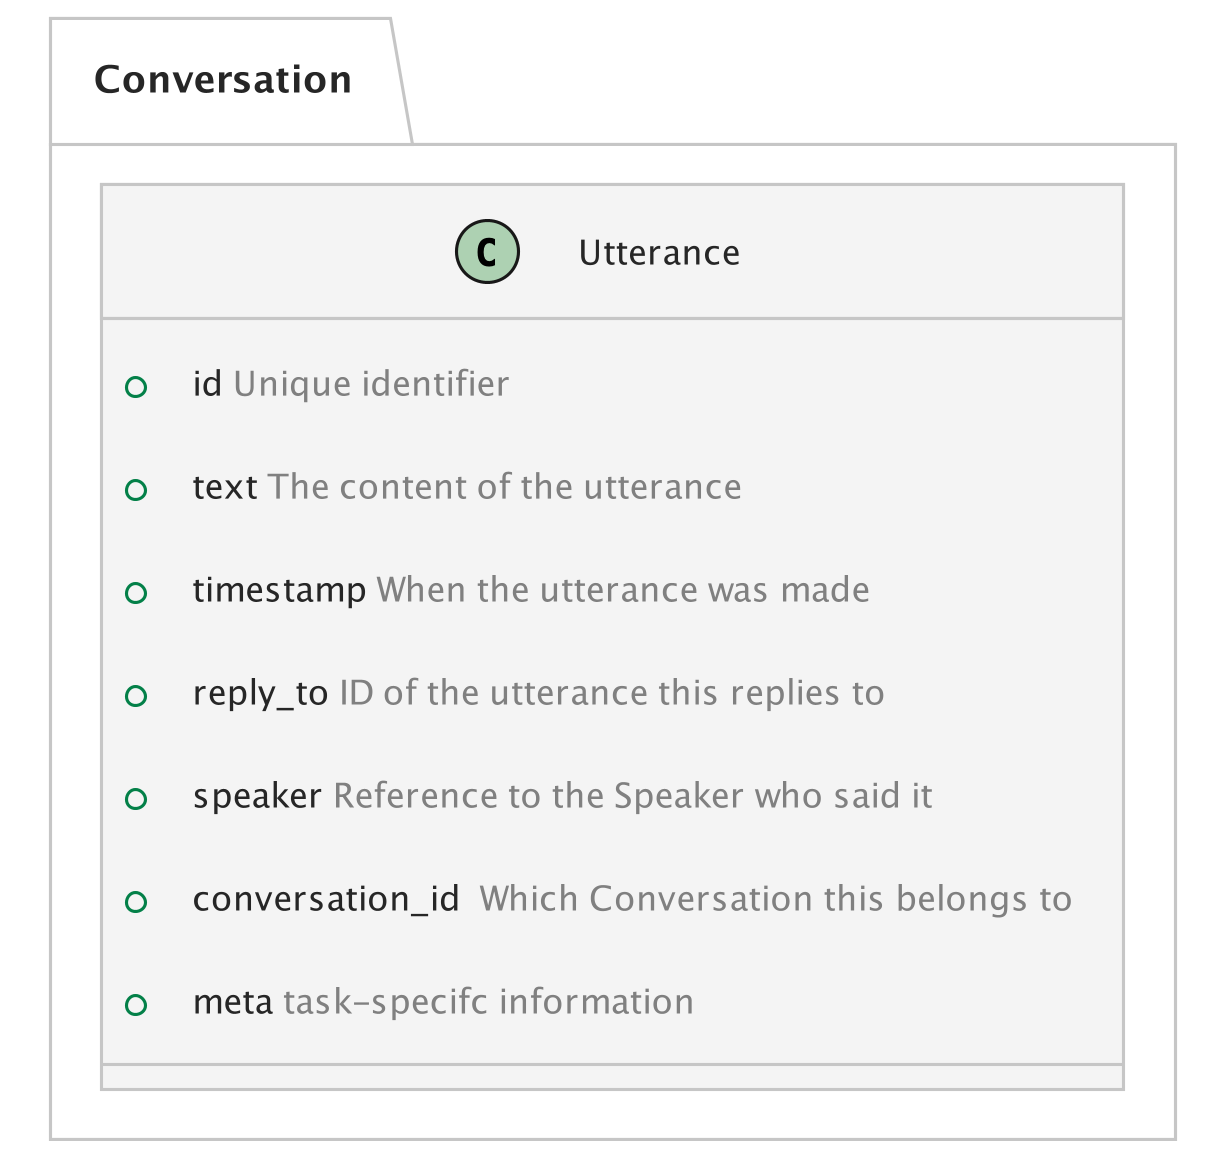 Conversation
C Utterance
id Unique identifier
text The content of the utterance
timestamp When the utterance was made
reply_to ID of the utterance this replies to
speaker Reference to the Speaker who said it
conversation_id Which Conversation this belongs to
meta task-specifc information